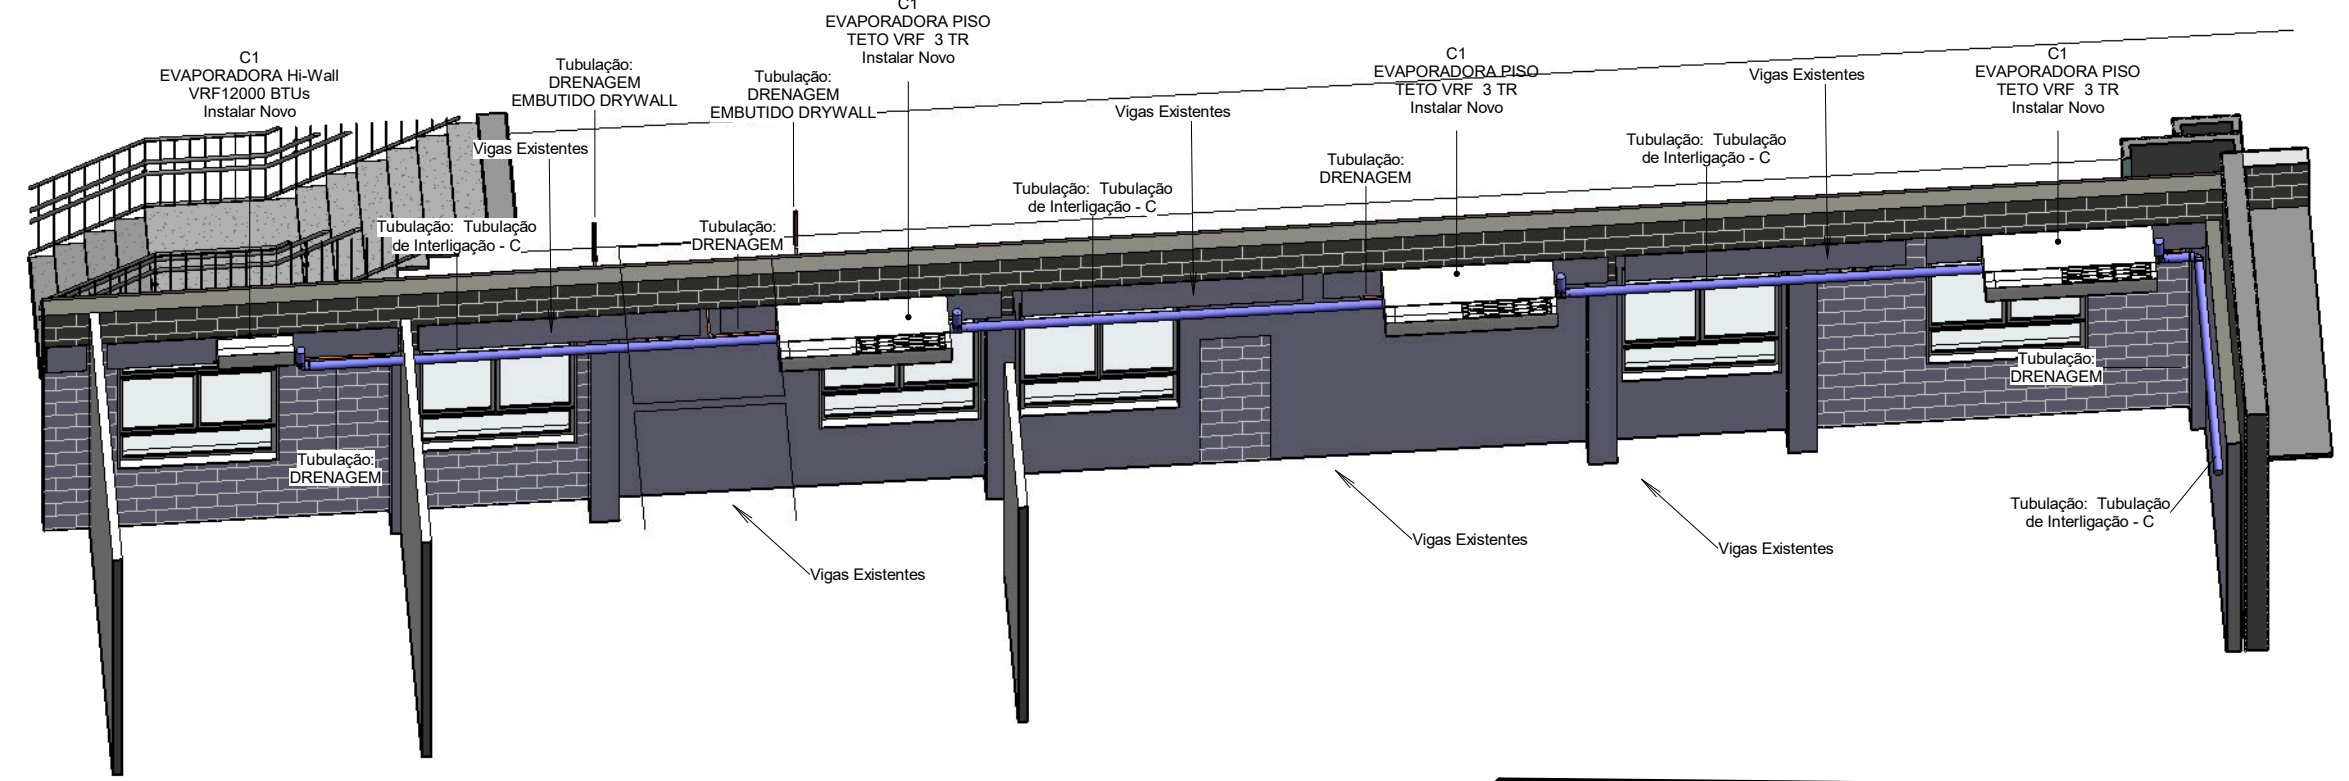 C1
EVAPORADORA Hi-Wall
VRF12000 BTUs
Instalar Novo
Tubulação:
DRENAGEM
EMBUTIDO DRYWALL
Tubulação:
DRENAGEM
EMBUTIDO DRYWALL
C1
EVAPORADORA PISO
TETO VRF  3 TR
Instalar Novo
Vigas Existentes
C1
EVAPORADORA PISO
TETO VRF  3 TR
Instalar Novo
Vigas Existentes
C1
EVAPORADORA PISO
TETO VRF  3 TR
Instalar Novo
Vigas Existentes
Tubulação:  Tubulação
de Interligação - C
Tubulação:
DRENAGEM
Tubulação:  Tubulação
de Interligação - C
Tubulação:
DRENAGEM
Tubulação:  Tubulação
de Interligação - C
Tubulação:
DRENAGEM
Tubulação:
DRENAGEM
Vigas Existentes
Vigas Existentes
Vigas Existentes
Tubulação:  Tubulação
de Interligação - C